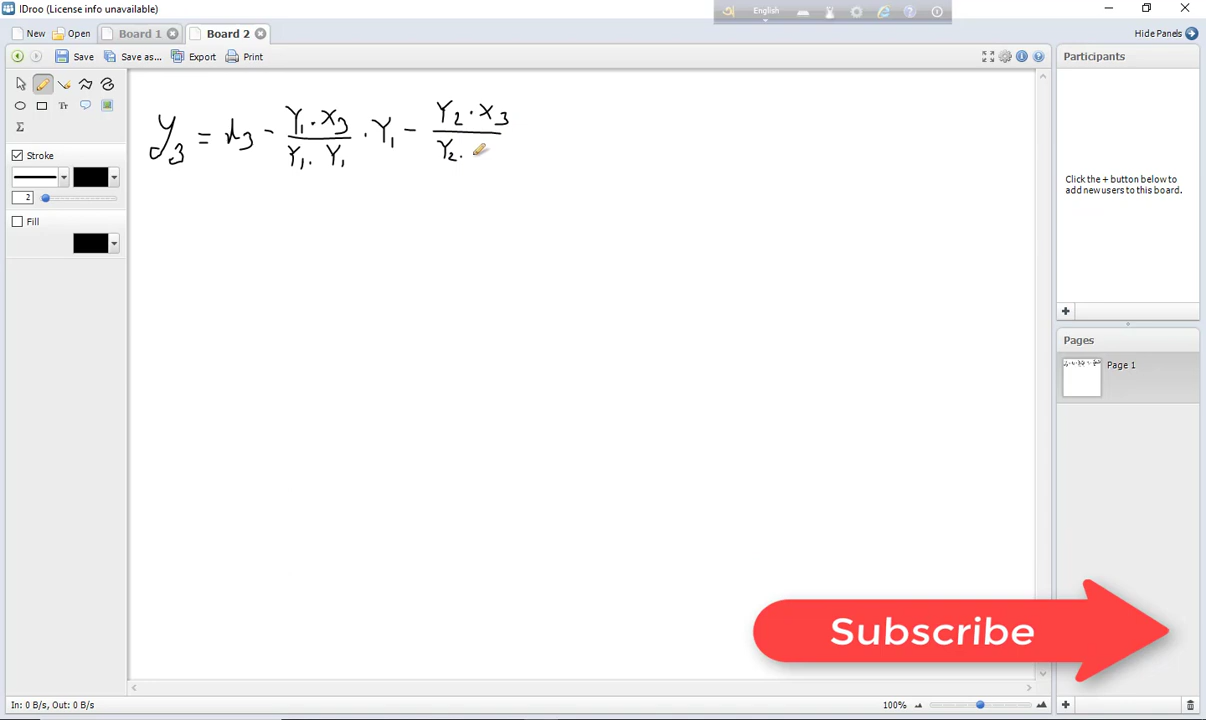 IDroo (License info unavailable)
English
New Open Board 1 Board 2 Hide Panels
Save Save as... Export Print
Participants
Tr
Σ
Stroke
2
Fill
y3 = x3 - Y1 · X3 / Y1 · Y1 · Y1 - Y2 · X3 / Y2 ·
Click the + button below to
add new users to this board.
Pages
Page 1
Subscribe
In: 0 B/s, Out: 0 B/s 100%